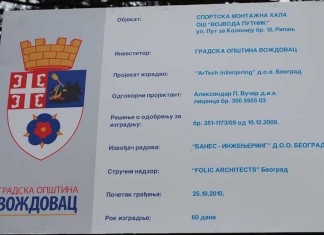 Објекат: СПОРТСКА МОНТАЖНА ХАЛА
ОШ "ВОЈВОДА ПУТНИК"
ул. Пут за Колонију бр. 12, Рипањ
Инвеститор: ГРАДСКА ОПШТИНА ВОЖДОВАЦ
Пројекат израдио: "ArTech inženjering" д.о.о. Београд
Одговорни пројектант: Александар П. Вучар д.и.а.
лиценца бр. 300 5955 03
Решење о одобрењу за
изградњу: бр. 351-1173/09 од 10.12.2009.
Извођач радова: "БАНЕС - ИНЖЕЊЕРИНГ" Д.О.О. БЕОГРАД
Стручни надзор: "FOLIC ARCHITECTS" Београд
Почетак грађења: 25.10.2010.
Рок изградње: 60 дана
ГРАДСКА ОПШТИНА
ВОЖДОВАЦ